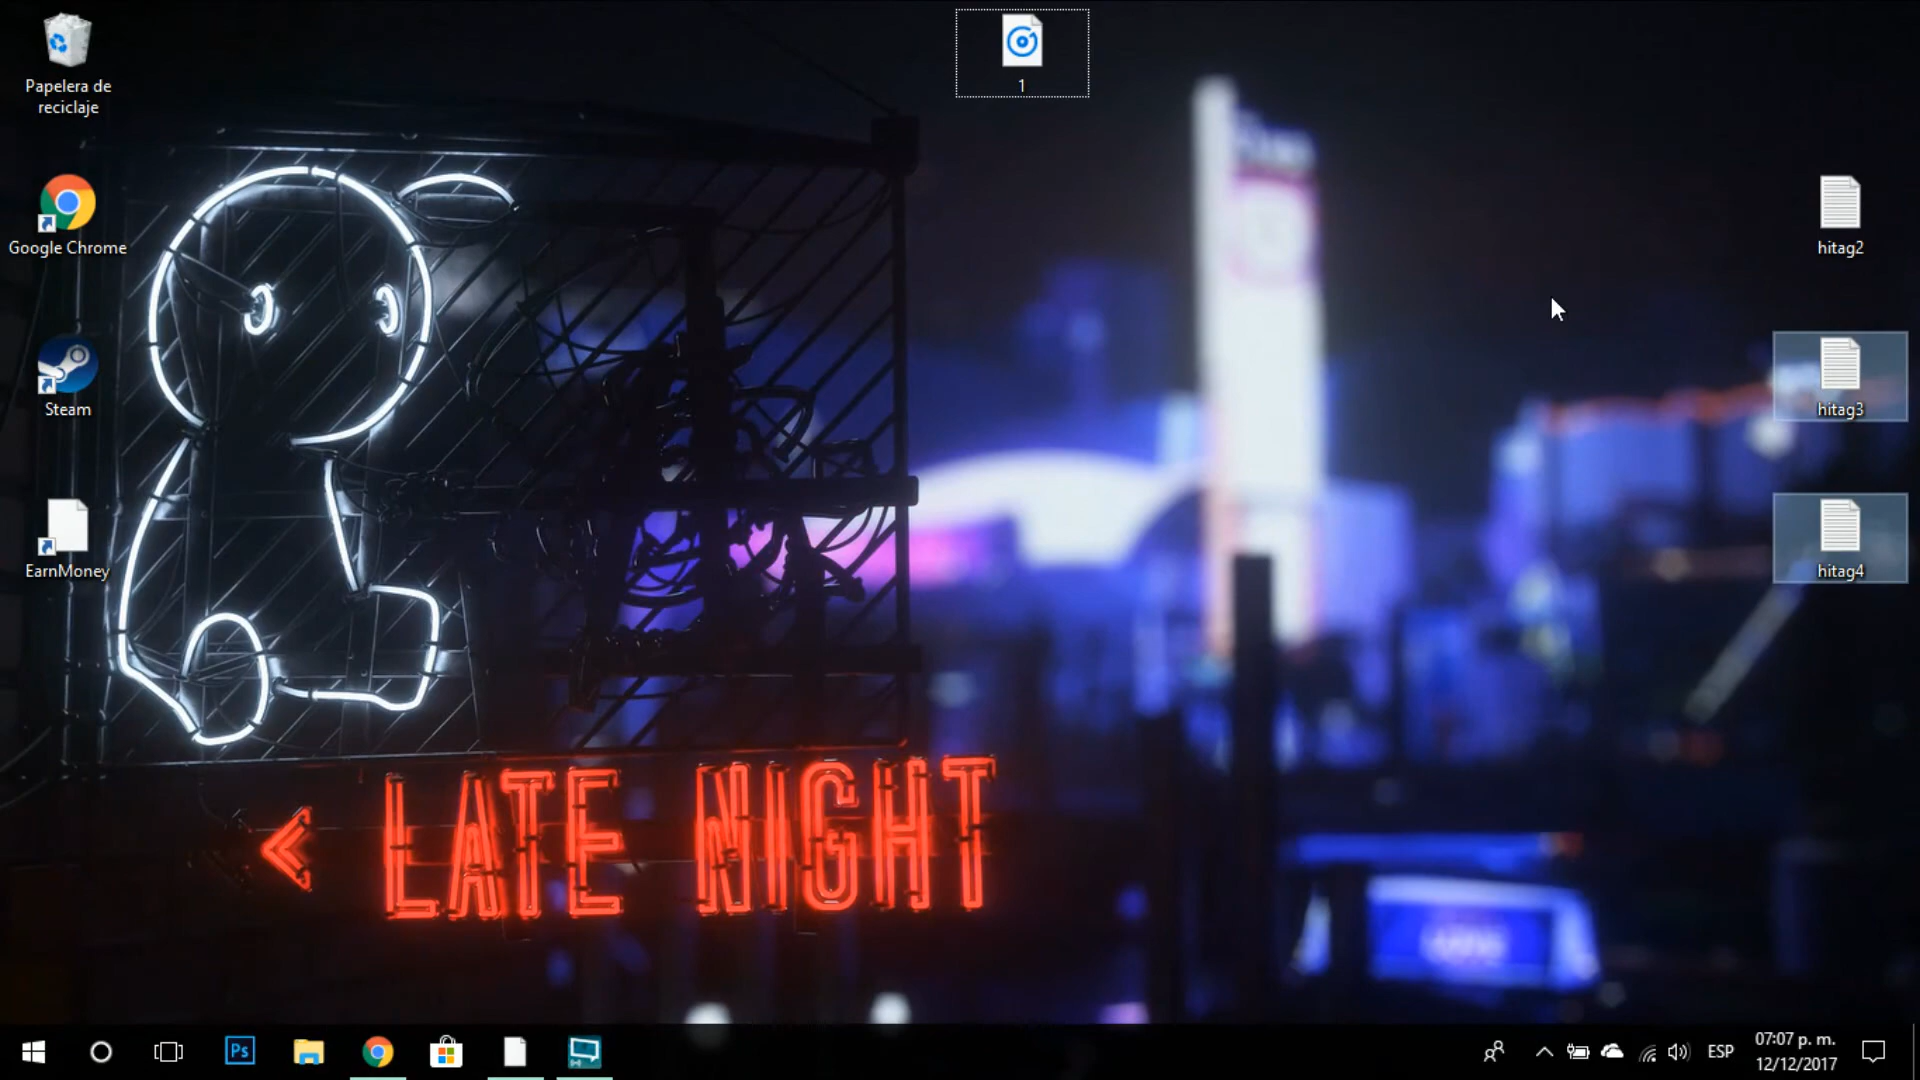 Papelera de
reciclaje
1
Google Chrome
hitag2
Steam
hitag3
EarnMoney
hitag4
< LATE NIGHT
Ps
ESP
07:07 p. m.
12/12/2017